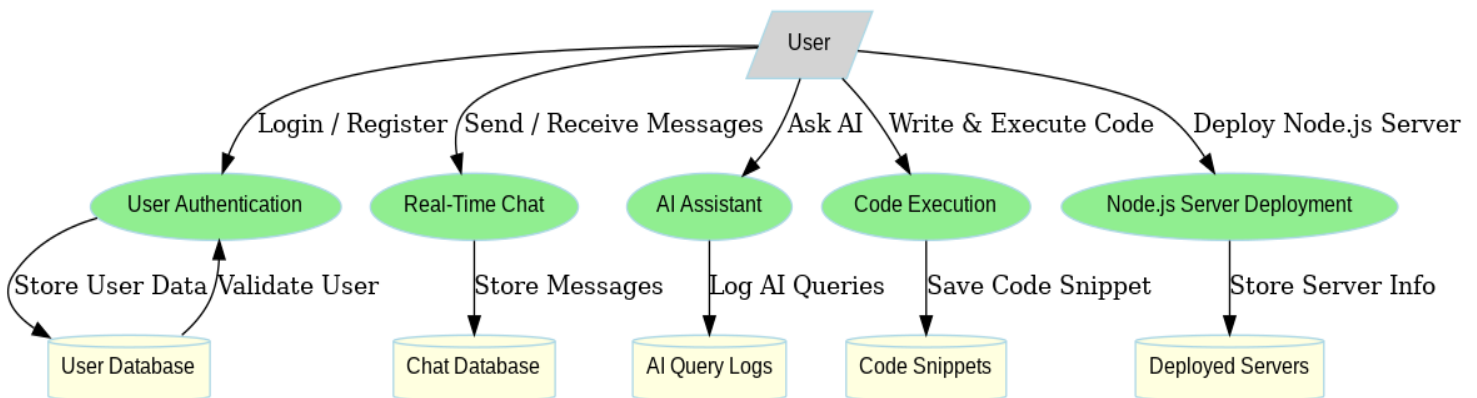 User
Login / Register
Send / Receive Messages
Ask AI
Write & Execute Code
Deploy Node.js Server
User Authentication
Real-Time Chat
AI Assistant
Code Execution
Node.js Server Deployment
Store User Data
Validate User
Store Messages
Log AI Queries
Save Code Snippet
Store Server Info
User Database
Chat Database
AI Query Logs
Code Snippets
Deployed Servers